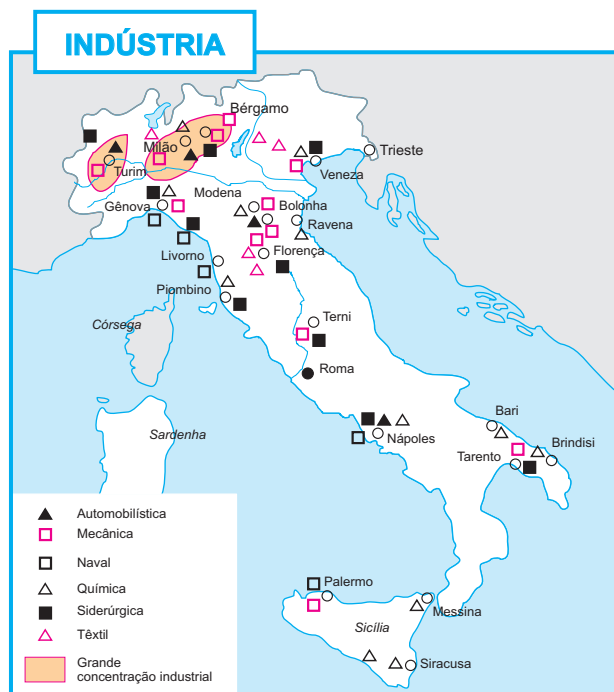 INDÚSTRIA
Bérgamo
Milão
Trieste
Turim
Veneza
Modena
Gênova
Bolonha
Ravena
Livorno
Florença
Piombino
Terni
Córsega
Roma
Bari
Sardenha
Nápoles
Brindisi
Tarento
Automobilística
Mecânica
Naval
Química
Siderúrgica
Têxtil
Grande
concentração industrial
Palermo
Messina
Sicília
Siracusa